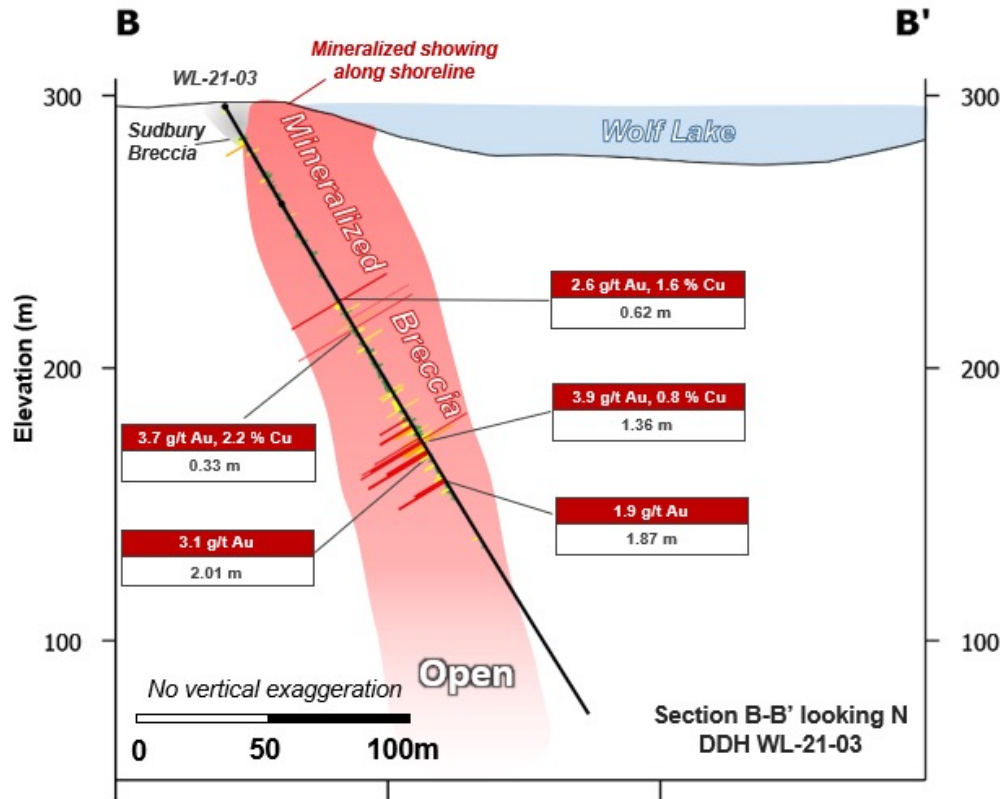 B
B'
Mineralized showing
along shoreline
WL-21-03
300
300
Sudbury
Breccia
Wolf Lake
Mineralized
Breccia
2.6 g/t Au, 1.6 % Cu
0.62 m
Elevation (m)
200
200
3.9 g/t Au, 0.8 % Cu
1.36 m
3.7 g/t Au, 2.2 % Cu
0.33 m
1.9 g/t Au
1.87 m
3.1 g/t Au
2.01 m
100
100
Open
No vertical exaggeration
0 50 100m
Section B-B’ looking N
DDH WL-21-03